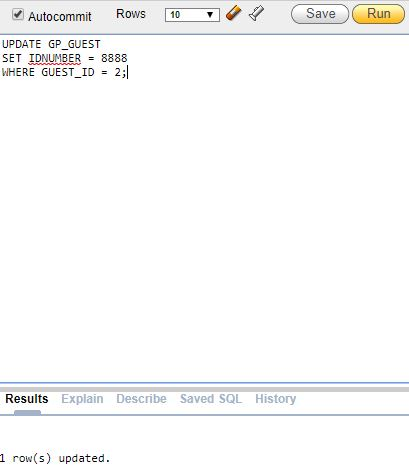 Autocommit Rows 10 Save Run
UPDATE GP_GUEST
SET IDNUMBER = 8888
WHERE GUEST_ID = 2;
Results Explain Describe Saved SQL History
1 row(s) updated.